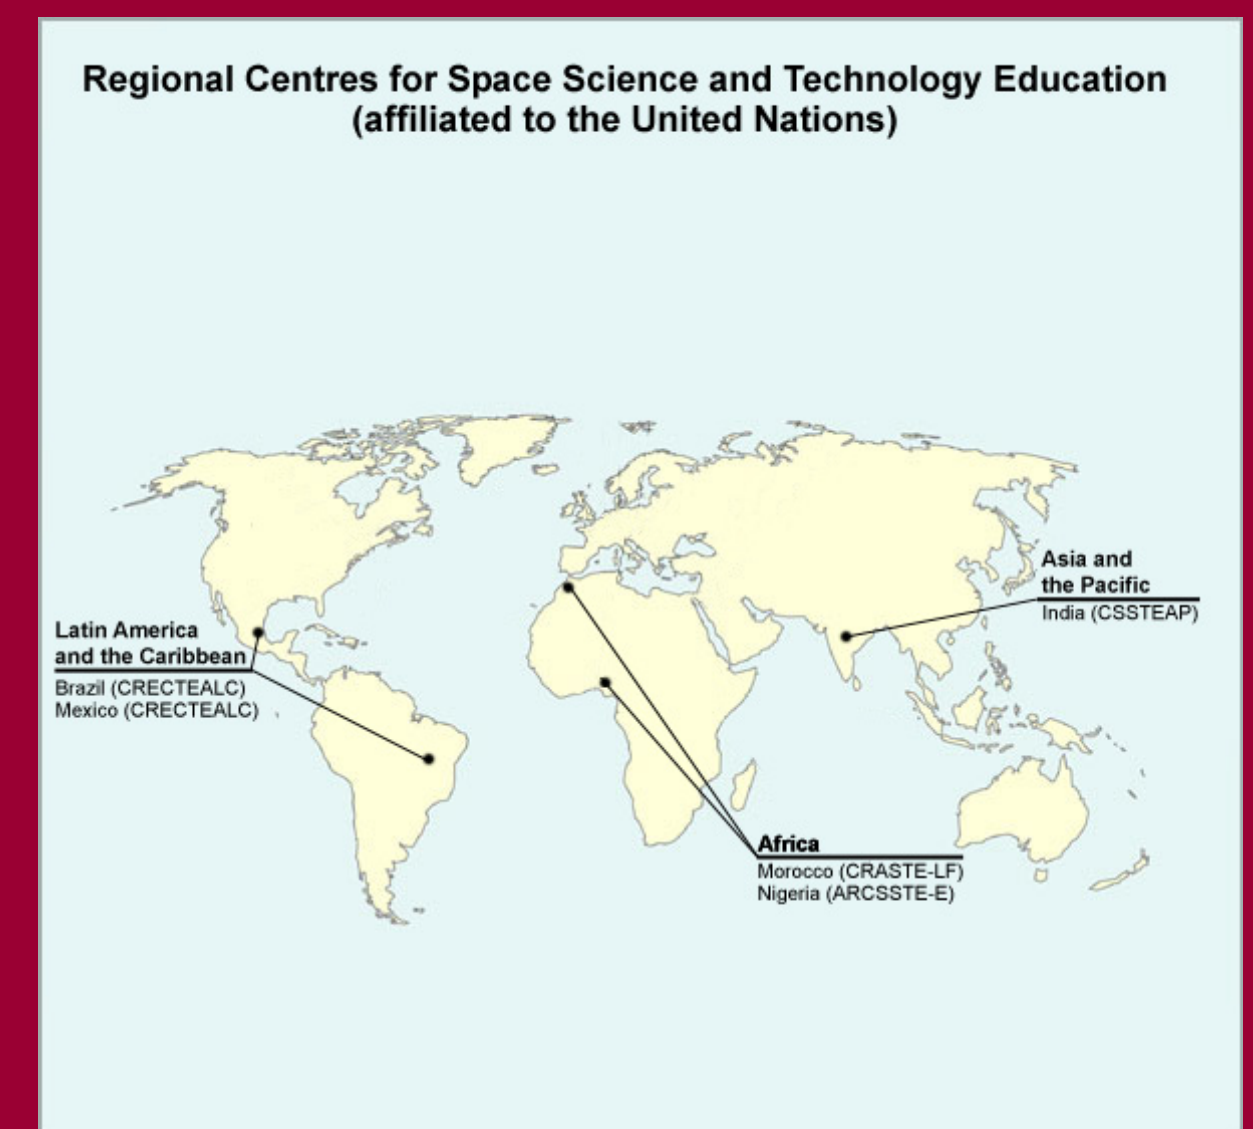 Regional Centres for Space Science and Technology Education
(affiliated to the United Nations)
Asia and
the Pacific
India (CSSTEAP)
Latin America
and the Caribbean
Brazil (CRECTEALC)
Mexico (CRECTEALC)
Africa
Morocco (CRASTE-LF)
Nigeria (ARCSSTE-E)